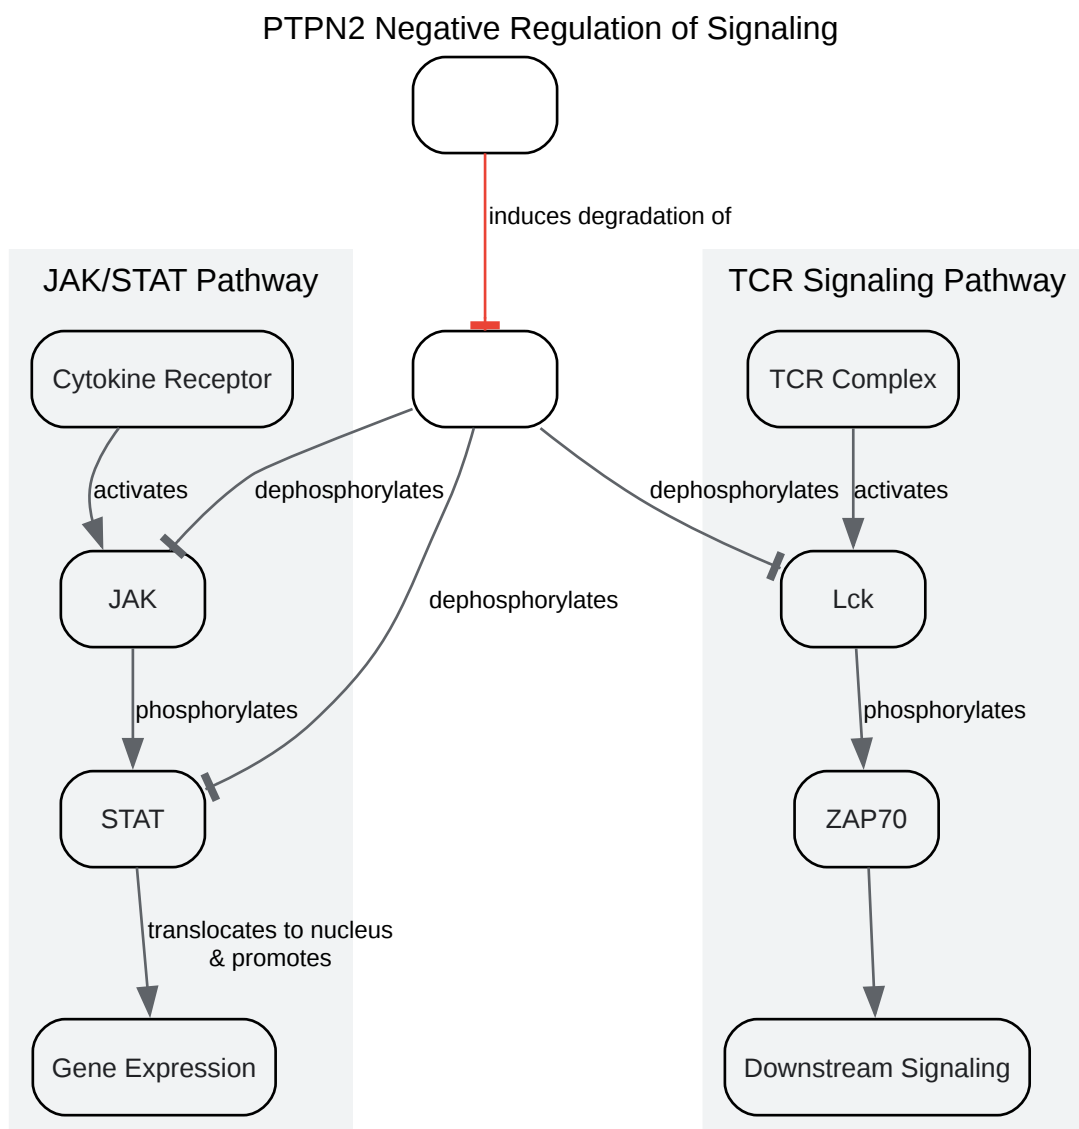 PTPN2 Negative Regulation of Signaling
induces degradation of
JAK/STAT Pathway
TCR Signaling Pathway
Cytokine Receptor
TCR Complex
activates
dephosphorylates
dephosphorylates
activates
JAK
dephosphorylates
Lck
phosphorylates
phosphorylates
STAT
ZAP70
translocates to nucleus
& promotes
Gene Expression
Downstream Signaling